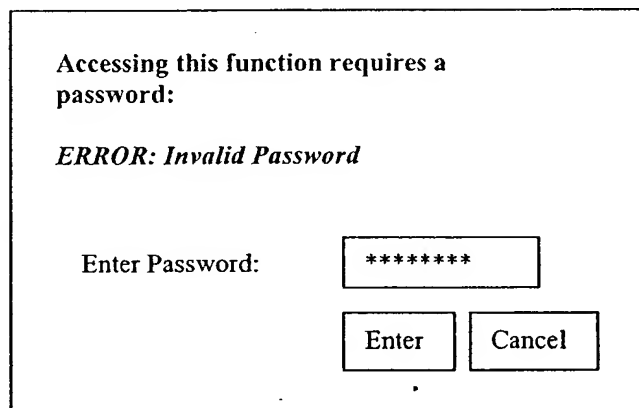 Accessing this function requires a
password:
ERROR: Invalid Password
Enter Password:
********
Enter
Cancel